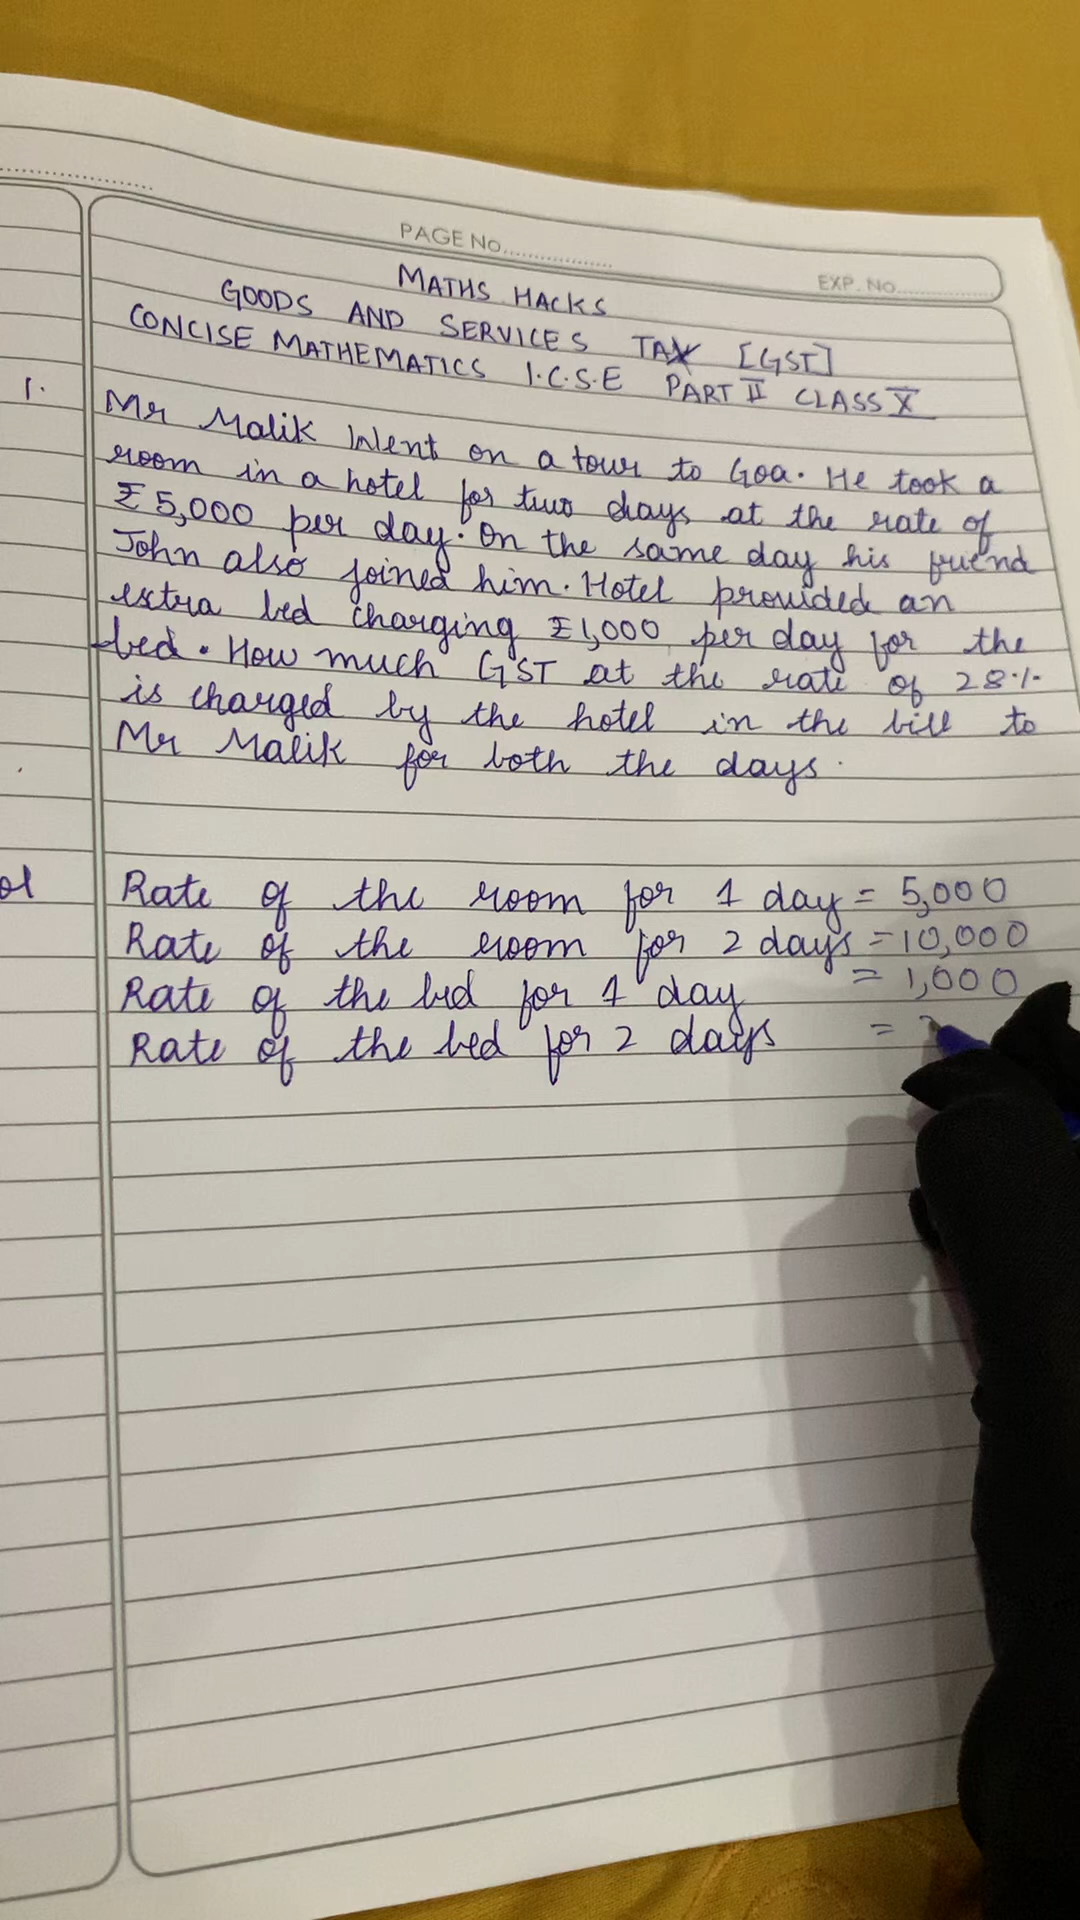 PAGE No.
EXP. No.
MATHS HACKS
GOODS AND SERVICES TAX [GST]
CONCISE MATHEMATICS I.C.S.E PART II CLASS X
1. Mr Malik went on a tour to Goa. He took a
room in a hotel for two days at the rate of
₹ 5,000 per day. On the same day his friend
John also joined him. Hotel provided an
extra bed charging ₹ 1,000 per day for the
bed. How much GST at the rate of 28%
is charged by the hotel in the bill to
Mr Malik for both the days.
ol Rate of the room for 1 day = 5,000
Rate of the room for 2 days = 10,000
Rate of the bed for 1 day = 1,000
Rate of the bed for 2 days =